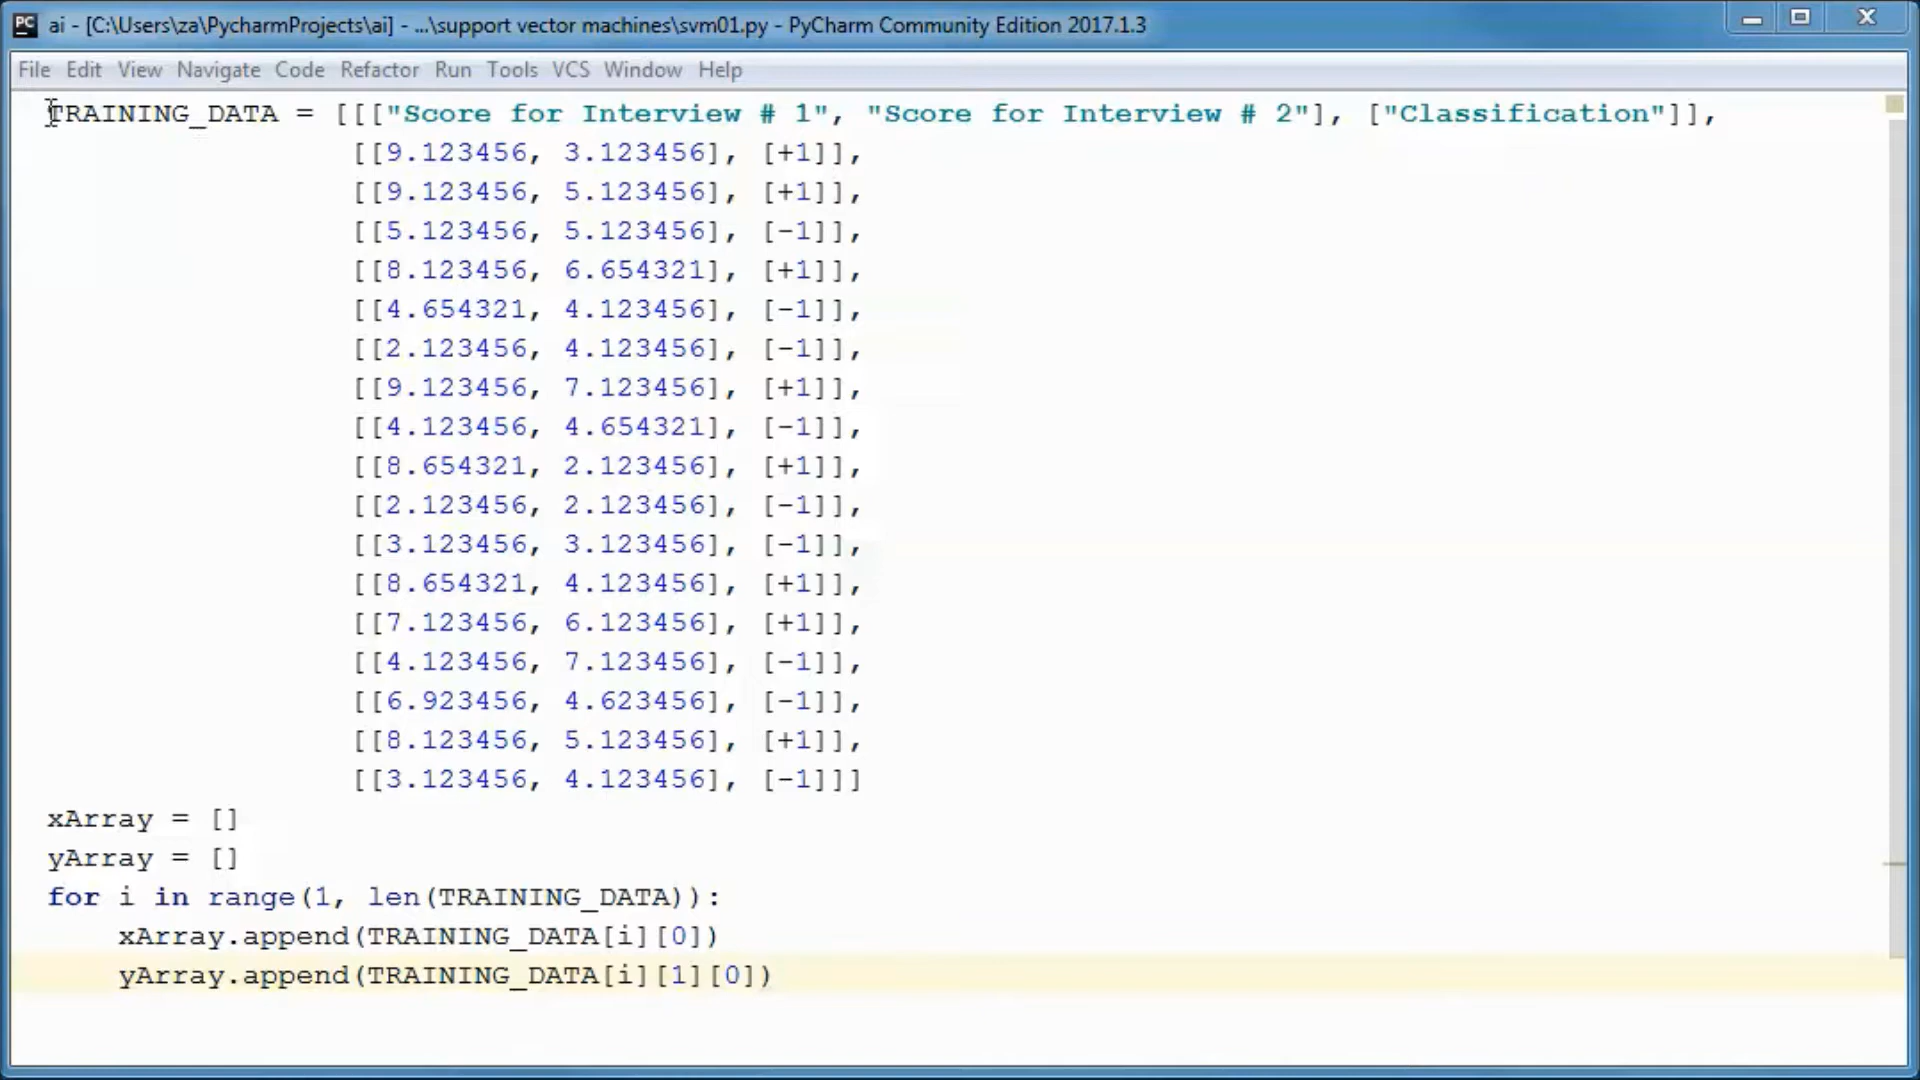 PC ai - [C:\Users\za\PycharmProjects\ai] - ...\support vector machines\svm01.py - PyCharm Community Edition 2017.1.3
File Edit View Navigate Code Refactor Run Tools VCS Window Help
TRAINING_DATA = [[["Score for Interview # 1", "Score for Interview # 2"], ["Classification"]],
[[9.123456, 3.123456], [+1]],
[[9.123456, 5.123456], [+1]],
[[5.123456, 5.123456], [-1]],
[[8.123456, 6.654321], [+1]],
[[4.654321, 4.123456], [-1]],
[[2.123456, 4.123456], [-1]],
[[9.123456, 7.123456], [+1]],
[[4.123456, 4.654321], [-1]],
[[8.654321, 2.123456], [+1]],
[[2.123456, 2.123456], [-1]],
[[3.123456, 3.123456], [-1]],
[[8.654321, 4.123456], [+1]],
[[7.123456, 6.123456], [+1]],
[[4.123456, 7.123456], [-1]],
[[6.923456, 4.623456], [-1]],
[[8.123456, 5.123456], [+1]],
[[3.123456, 4.123456], [-1]]]
xArray = []
yArray = []
for i in range(1, len(TRAINING_DATA)):
xArray.append(TRAINING_DATA[i][0])
yArray.append(TRAINING_DATA[i][1][0])